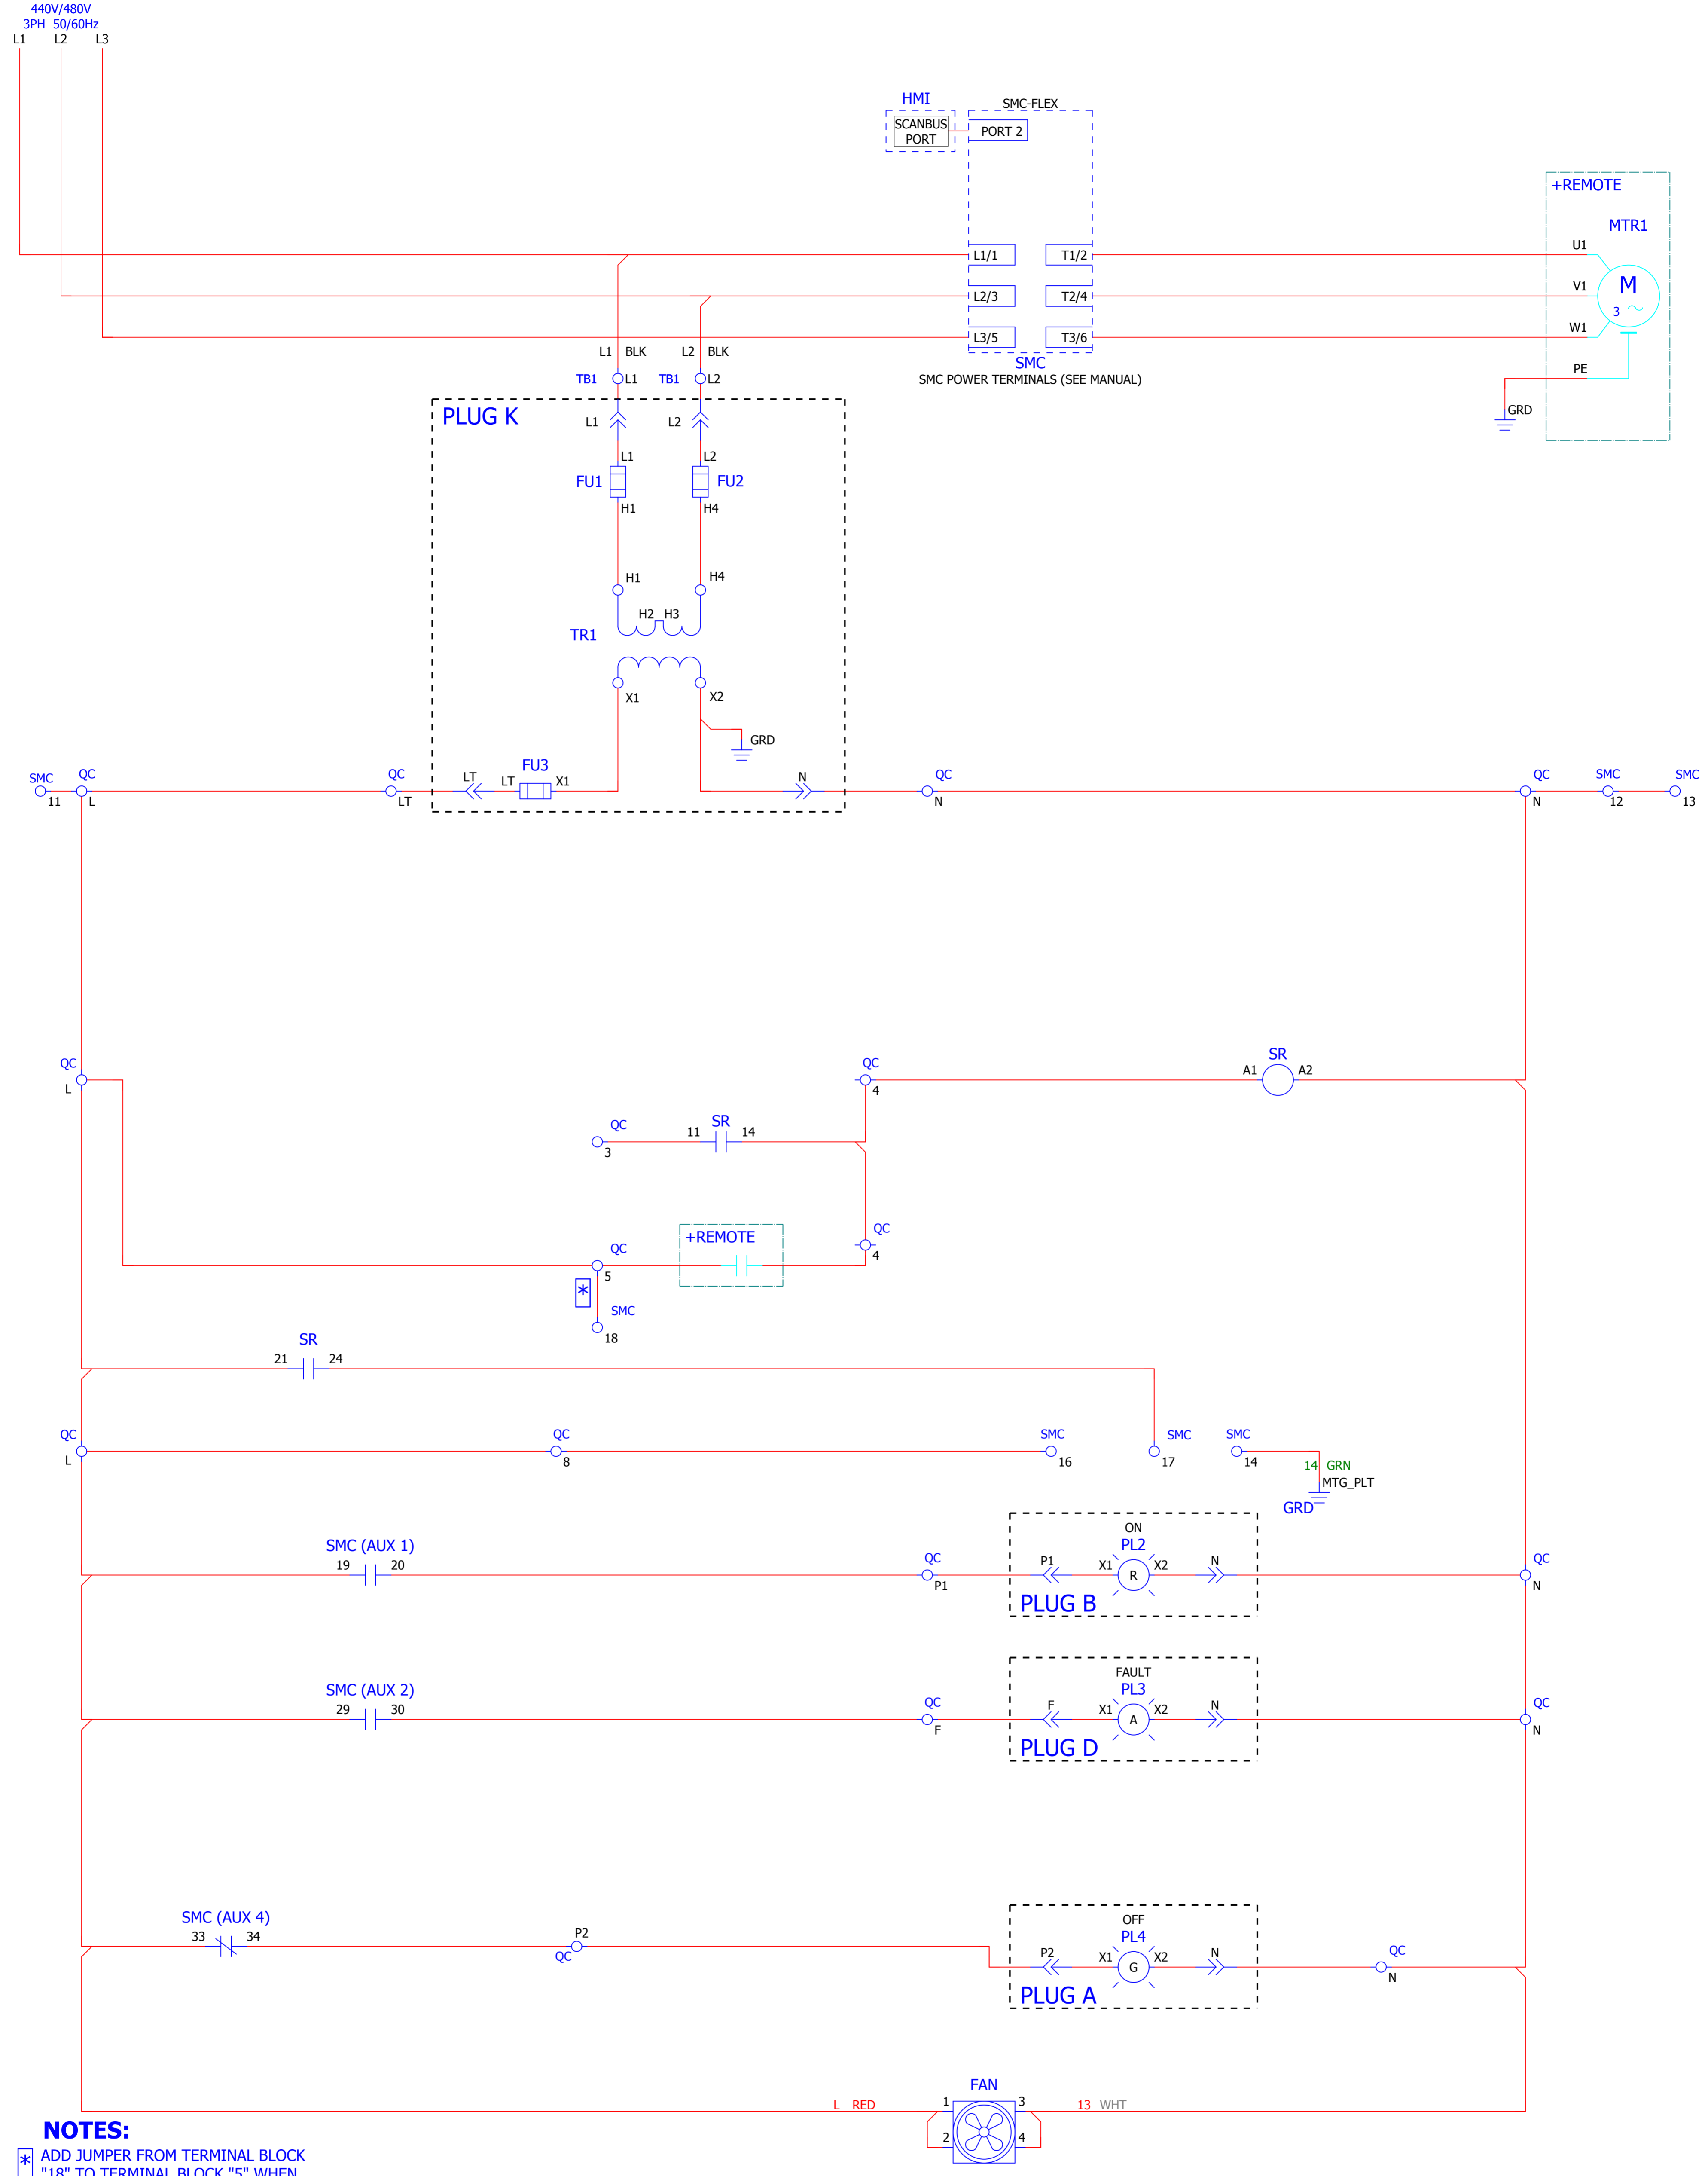 440V/480V
3PH 50/60Hz
L1 L2 L3
HMI
SMC-FLEX
SCANBUS
PORT
PORT 2
+REMOTE
MTR1
U1
L1/1 T1/2
V1
M
3
L2/3 T2/4
W1
L3/5 T3/6
L1 BLK L2 BLK
SMC
SMC POWER TERMINALS (SEE MANUAL)
PE
TB1 L1 TB1 L2
GRD
PLUG K
L1 L2
L1 L2
FU1 FU2
H1 H4
H1 H4
H2 H3
TR1
X1 X2
GRD
FU3
SMC QC QC LT LT X1 N QC QC SMC SMC
11 L LT N N 12 13
QC QC SR
L 4 A1 A2
QC SR
3 11 14
QC
4
+REMOTE
QC
5
*
SMC
18
SR
21 24
QC QC SMC SMC SMC
L 8 16 17 14
14 GRN
MTG_PLT
GRD
ON
SMC (AUX 1) PL2
19 20 QC P1 X1 X2 N QC
P1 R N
PLUG B
FAULT
SMC (AUX 2) PL3
29 30 QC F X1 X2 N QC
F A N
PLUG D
OFF
SMC (AUX 4) PL4
33 34 P2 P2 X1 X2 N QC
QC G N
PLUG A
FAN
L RED 1 3 13 WHT
2 4
NOTES:
* ADD JUMPER FROM TERMINAL BLOCK
"18" TO TERMINAL BLOCK "5" WHEN